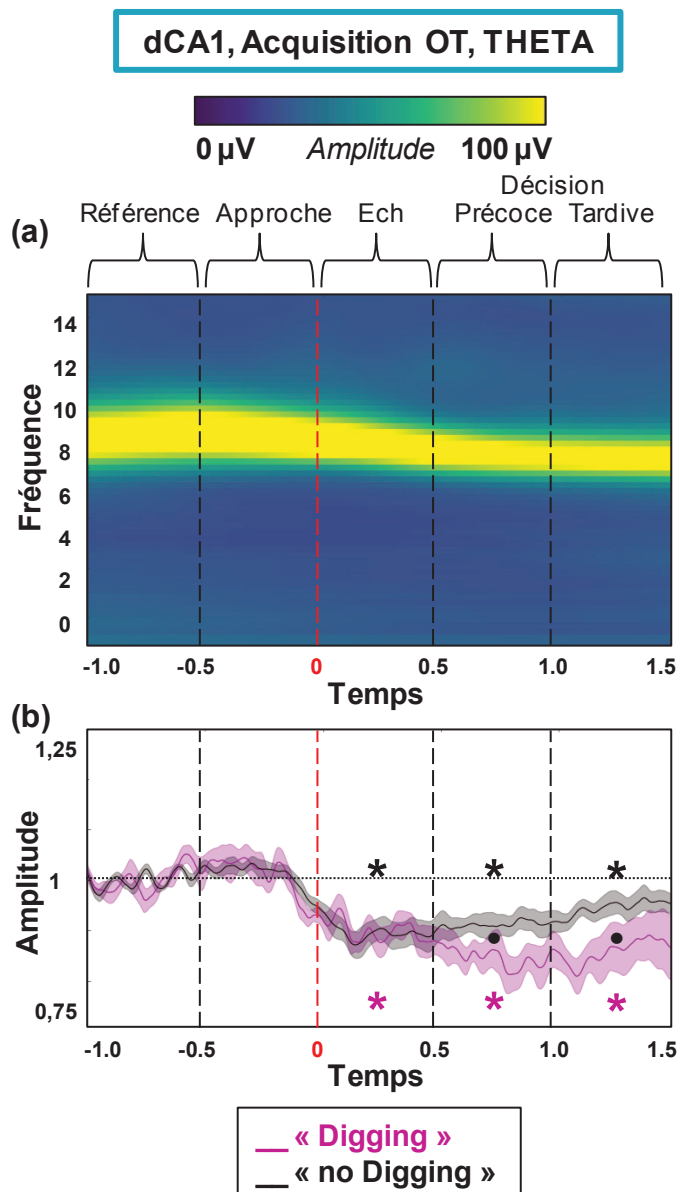 dCA1, Acquisition OT, THETA
0 µV Amplitude 100 µV
Décision
Référence Approche Ech Précoce Tardive
(a)
Fréquence
14
12
10
8
6
4
2
0
-1.0 -0.5 0 0.5 1.0 1.5
Temps
(b)
Amplitude
1,25
1
0,75
* * *
* * *
-1.0 -0.5 0 0.5 1.0 1.5
Temps
__ « Digging »
__ « no Digging »